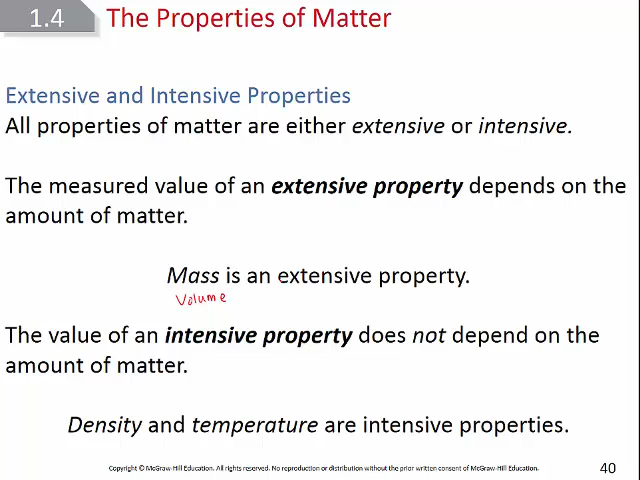 1.4 The Properties of Matter
Extensive and Intensive Properties
All properties of matter are either extensive or intensive.
The measured value of an extensive property depends on the
amount of matter.
Mass is an extensive property.
Volume
The value of an intensive property does not depend on the
amount of matter.
Density and temperature are intensive properties.
Copyright © McGraw-Hill Education. All rights reserved. No reproduction or distribution without the prior written consent of McGraw-Hill Education.
40